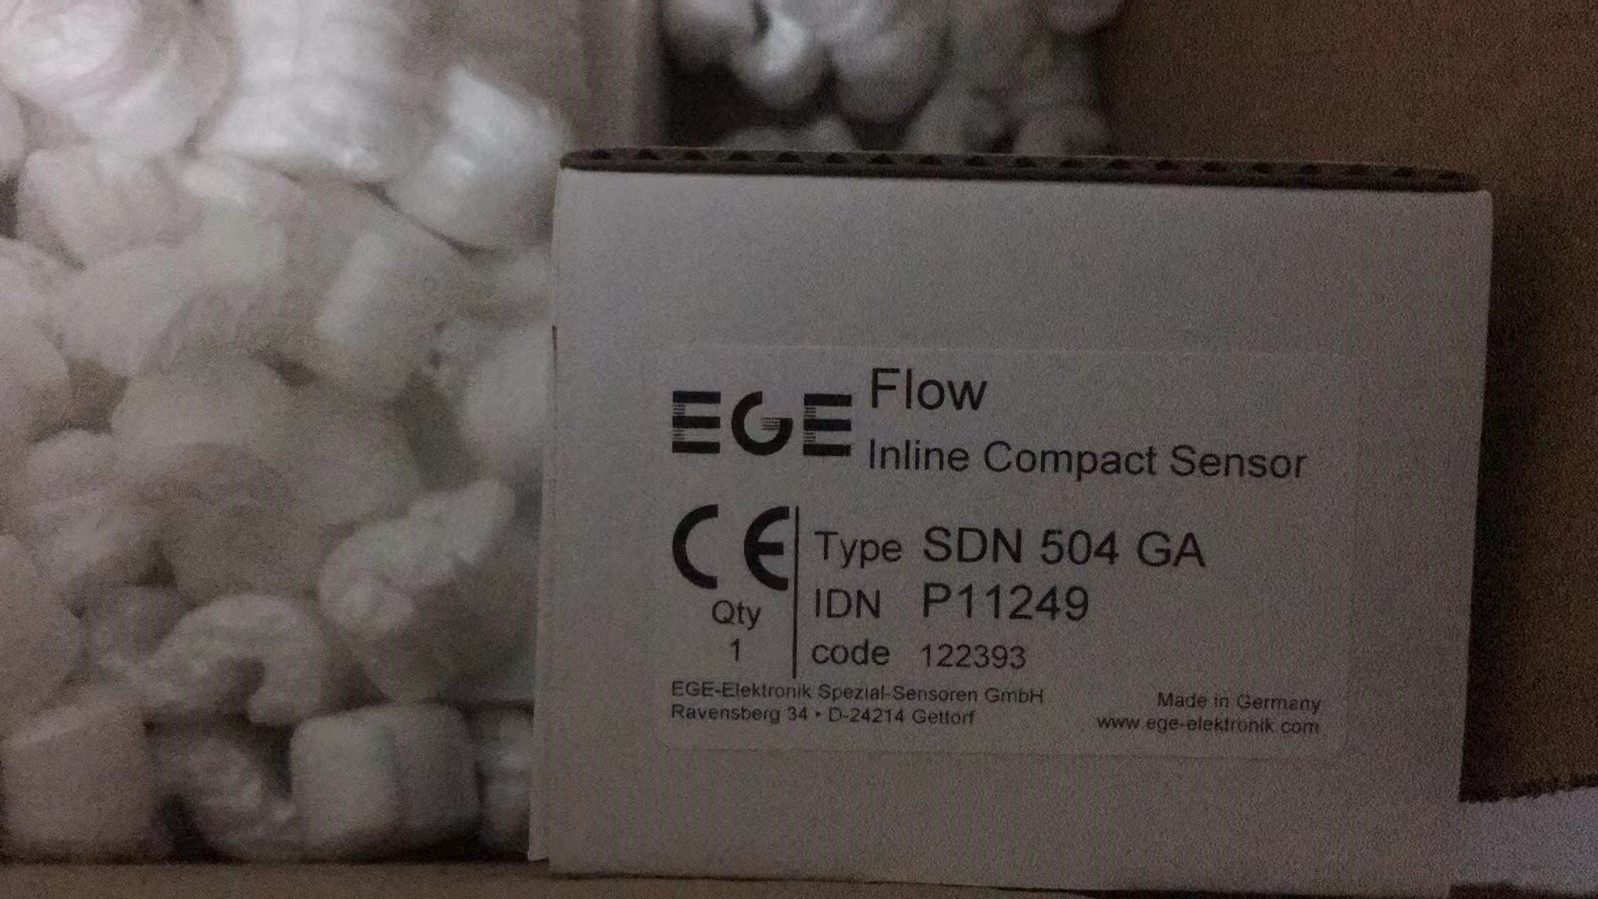 EGE Flow
Inline Compact Sensor
CE Type SDN 504 GA
Qty IDN P11249
1 code 122393
EGE-Elektronik Spezial-Sensoren GmbH
Ravensberg 34 • D-24214 Gettorf
Made in Germany
www.ege-elektronik.com